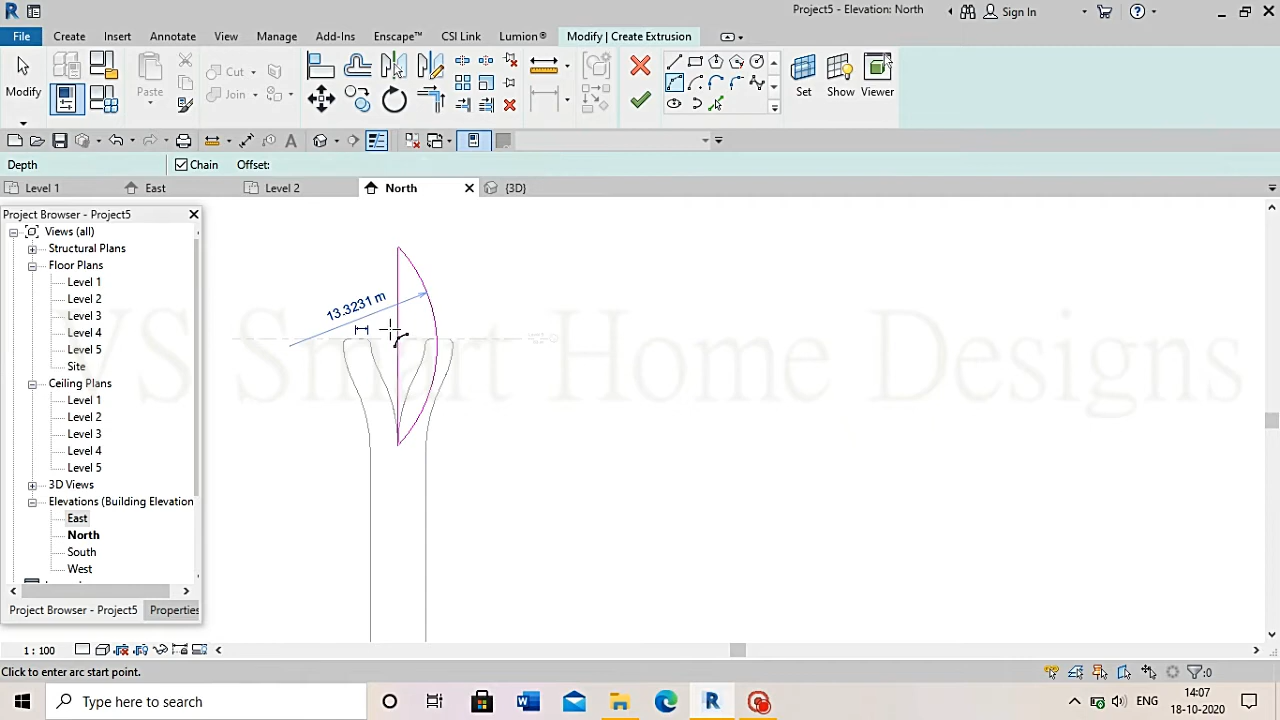 Project5 - Elevation: North
Sign In
File
Create
Insert
Annotate
View
Manage
Add-Ins
Enscape™
CSI Link
Lumion®
Modify | Create Extrusion
Modify
Paste
Cut
Join
Set
Show
Viewer
Depth
Chain
Offset:
Level 1
East
Level 2
North
{3D}
Project Browser - Project5
Views (all)
Structural Plans
Floor Plans
Level 1
Level 2
Level 3
Level 4
Level 5
Site
Ceiling Plans
Level 1
Level 2
Level 3
Level 4
Level 5
3D Views
Elevations (Building Elevation
East
North
South
West
Project Browser - Project5
Properties
13.3231 m
VS Smart Home Designs
1 : 100
Click to enter arc start point.
:0
Type here to search
ENG
14:07
18-10-2020